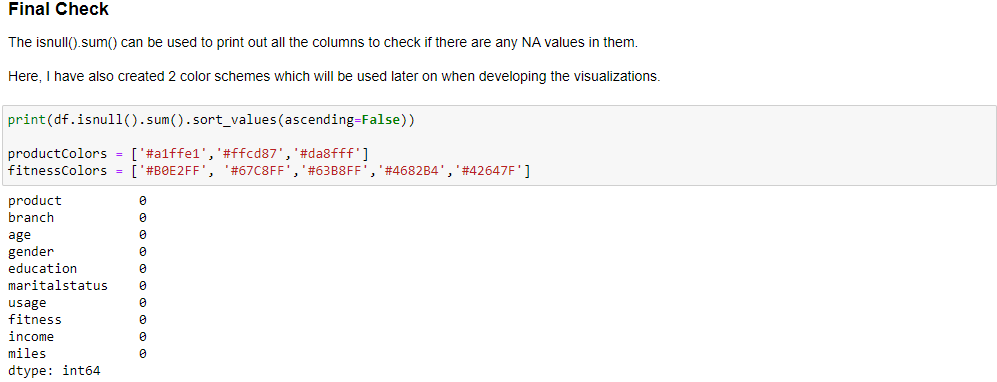 Final Check
The isnull().sum() can be used to print out all the columns to check if there are any NA values in them.
Here, I have also created 2 color schemes which will be used later on when developing the visualizations.
print(df.isnull().sum().sort_values(ascending=False))
productColors = ['#a1ffe1','#ffcd87','#da8fff']
fitnessColors = ['#B0E2FF', '#67C8FF','#63B8FF','#4682B4','#42647F']
product 0
branch 0
age 0
gender 0
education 0
maritalstatus 0
usage 0
fitness 0
income 0
miles 0
dtype: int64